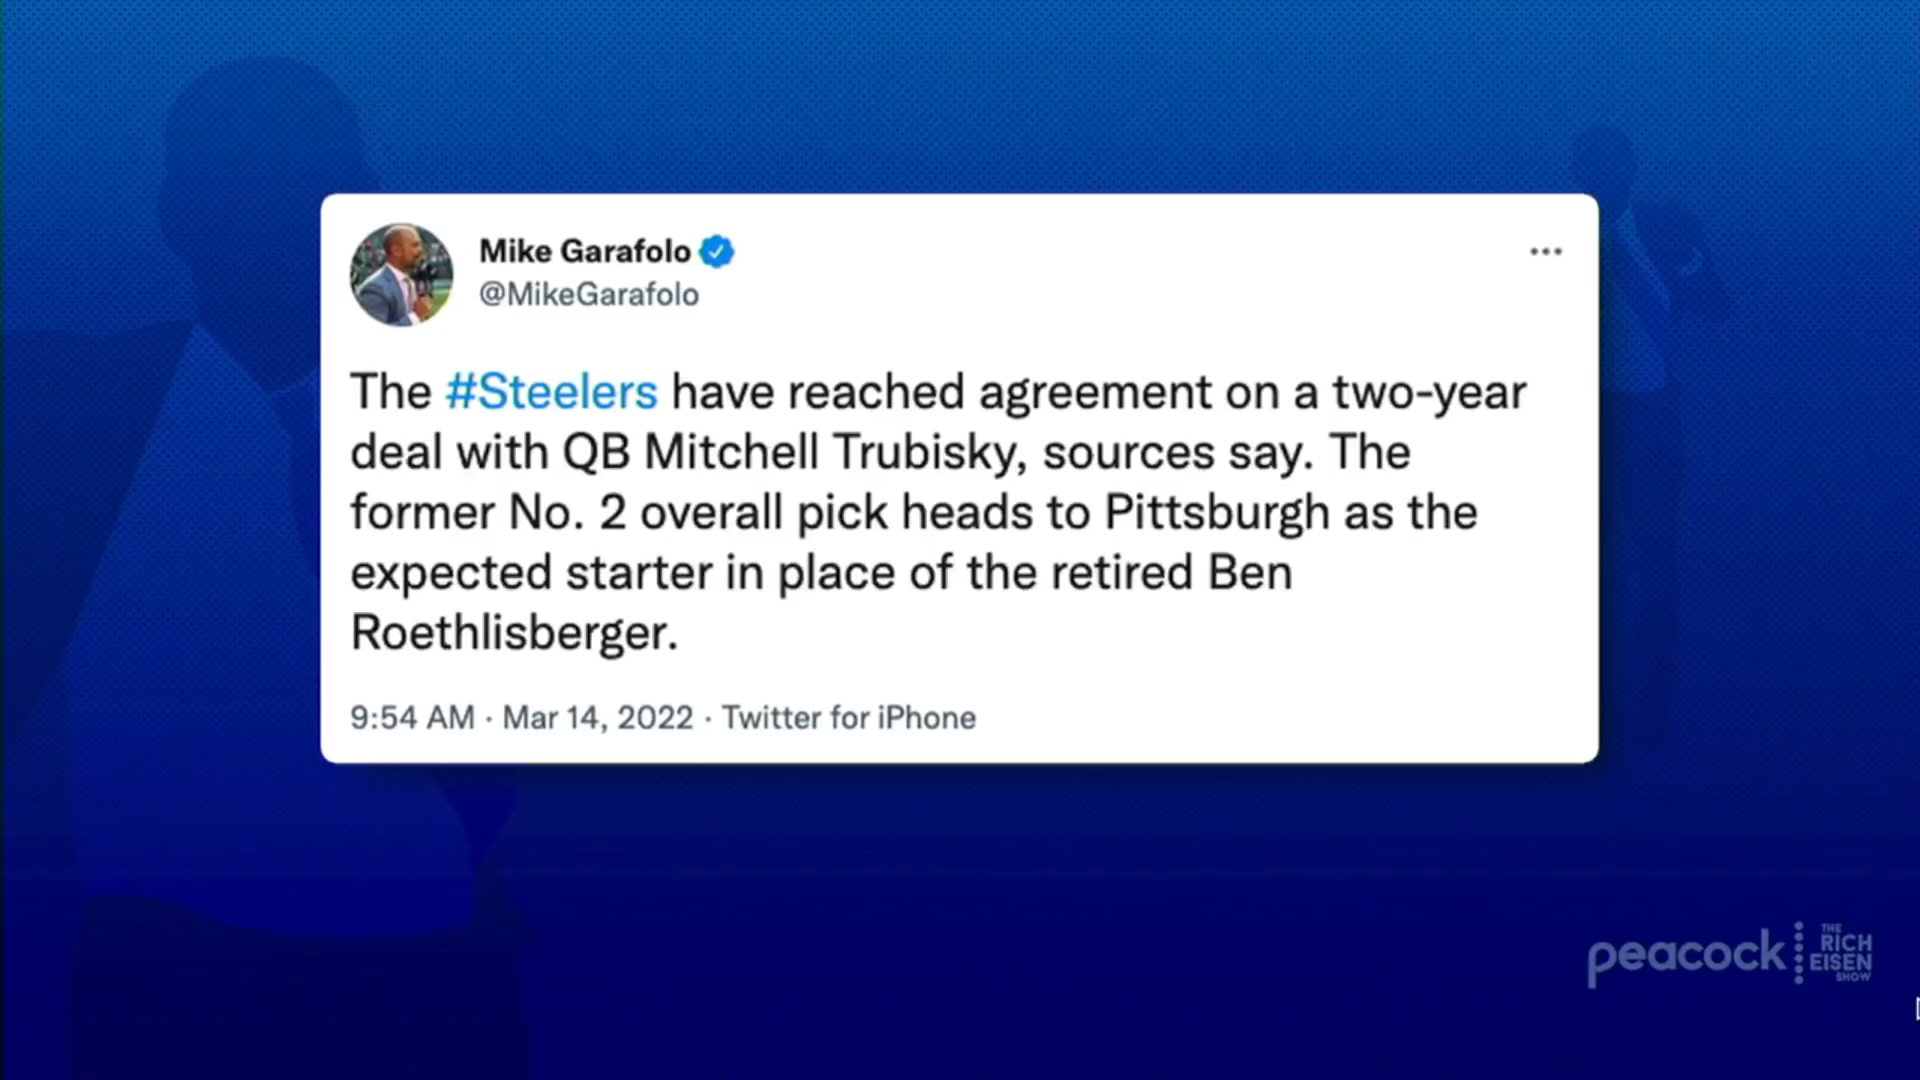 Mike Garafolo
@MikeGarafolo
The #Steelers have reached agreement on a two-year
deal with QB Mitchell Trubisky, sources say. The
former No. 2 overall pick heads to Pittsburgh as the
expected starter in place of the retired Ben
Roethlisberger.
9:54 AM · Mar 14, 2022 · Twitter for iPhone
peacock
THE
RICH
EISEN
SHOW